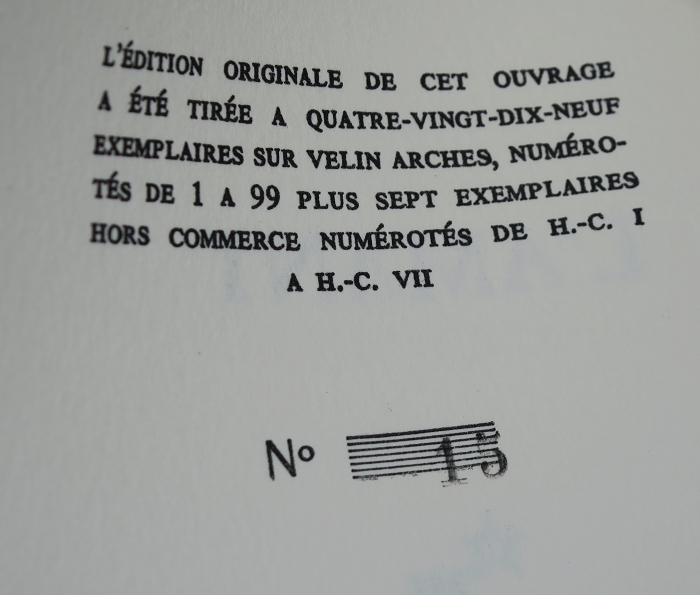 L'ÉDITION ORIGINALE DE CET OUVRAGE
A ÉTÉ TIRÉE A QUATRE-VINGT-DIX-NEUF
EXEMPLAIRES SUR VELIN ARCHES, NUMÉRO-
TÉS DE 1 A 99 PLUS SEPT EXEMPLAIRES
HORS COMMERCE NUMÉROTÉS DE H.-C. I
A H.-C. VII
No 15